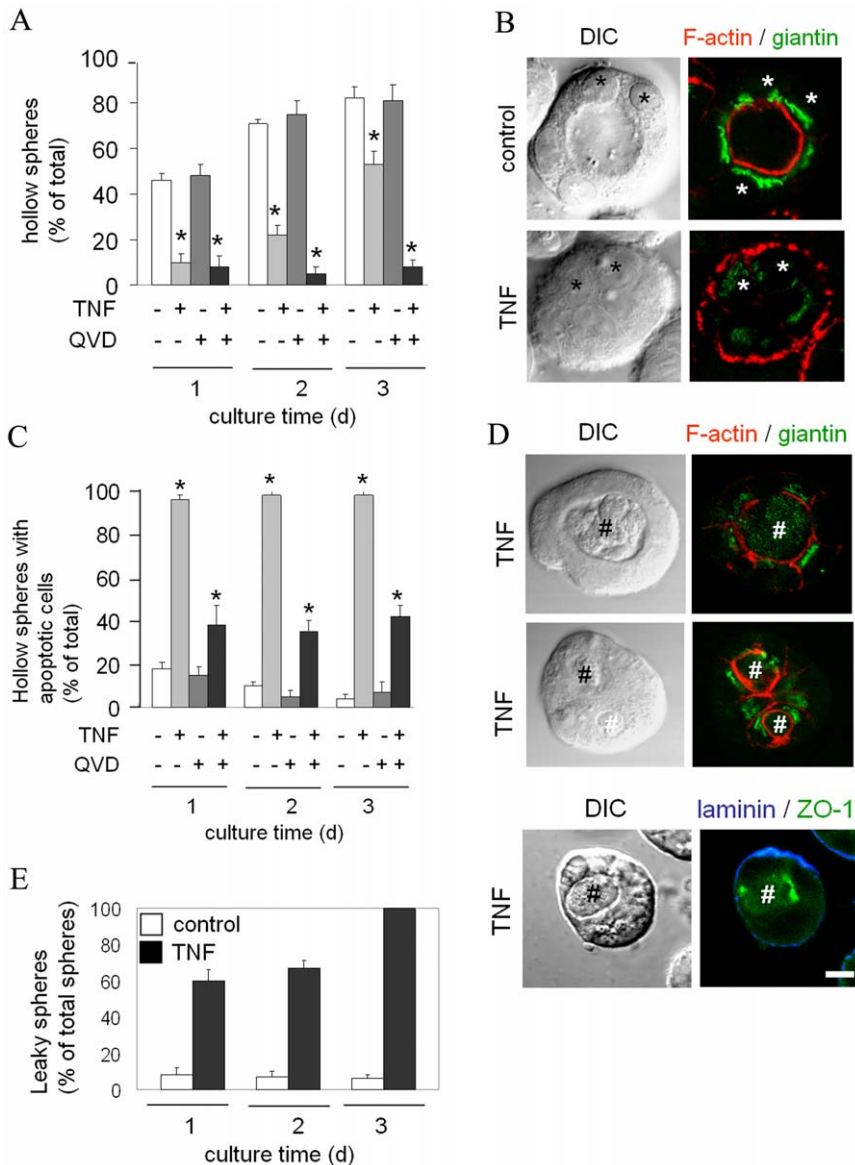 A
hollow spheres
(% of total)
100
80
60
40
20
0
* * * * * *
TNF - + - + - + - + - + - +
QVD - - + + - - + + - - + +
1 2 3
culture time (d)
B
DIC F-actin / giantin
control
* * * * * *
TNF
* * * *
C
Hollow spheres with
apoptotic cells
(% of total)
100
80
60
40
20
0
* * * * * *
TNF - + - + - + - + - + - +
QVD - - + + - - + + - - + +
1 2 3
culture time (d)
D
DIC F-actin / giantin
TNF
# #
TNF
# # # #
DIC laminin / ZO-1
TNF
# #
E
Leaky spheres
(% of total spheres)
100
80
60
40
20
0
control
TNF
1 2 3
culture time (d)